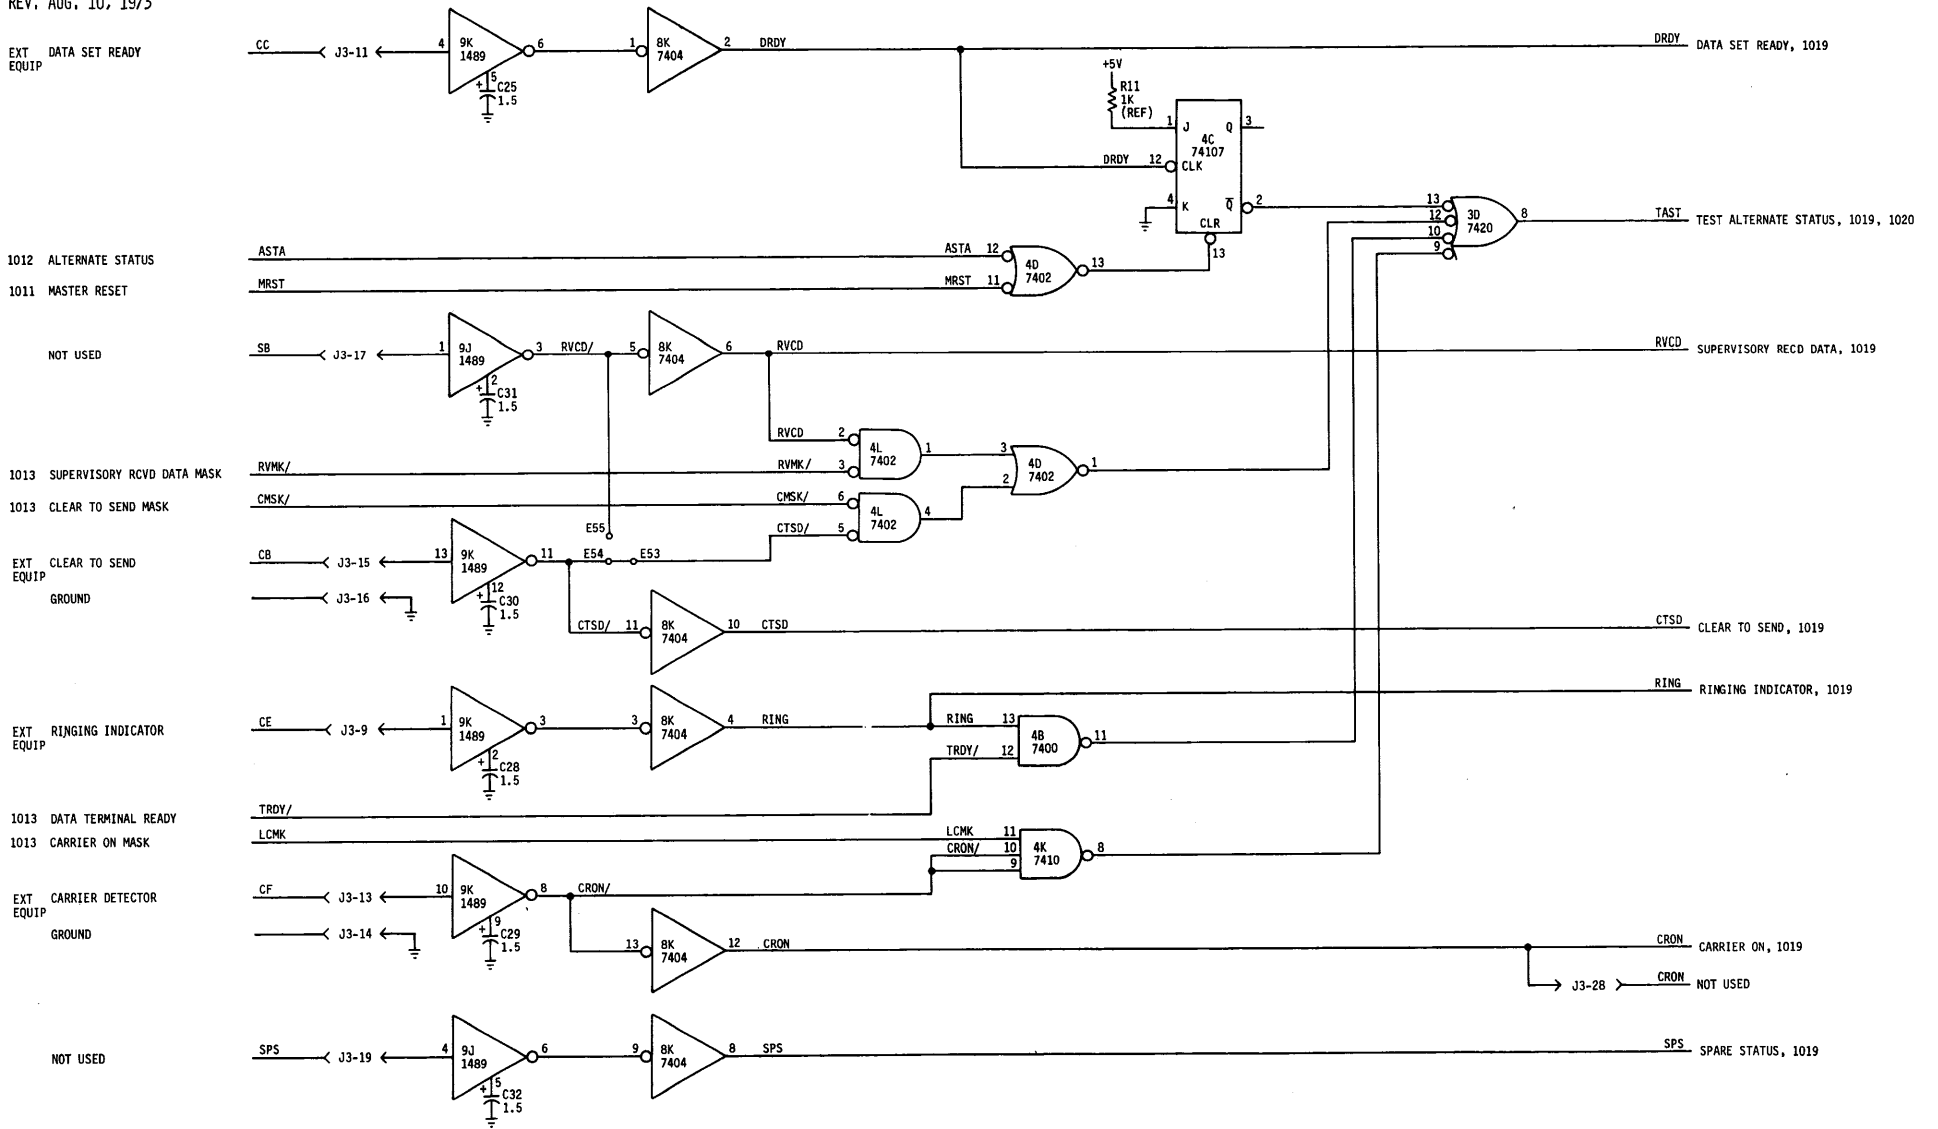 REV. AUG. 10, 1973
EXT EQUIP DATA SET READY CC J3-11 4 9K 1489 6 1 8K 7404 2 DRDY DRDY DATA SET READY, 1019
5 + C25 1.5
+5V
R11 1K (REF)
1 J Q 3
4C 74107
DRDY 12 CLK
4 K Q 2
CLR
13
13 12 10 9 3D 7420 8 TAST TEST ALTERNATE STATUS, 1019, 1020
1012 ALTERNATE STATUS ASTA ASTA 12 4D 7402 13
1011 MASTER RESET MRST MRST 11
NOT USED SB J3-17 1 9J 1489 3 RVCD/ 5 8K 7404 6 RVCD RVCD SUPERVISORY RECD DATA, 1019
2 + C31 1.5
RVCD 2 4L 7402 1 3 4D 7402 1
1013 SUPERVISORY RCVD DATA MASK RVMK/ RVMK/ 3
1013 CLEAR TO SEND MASK CMSK/ CMSK/ 6 4L 7402 4 2
E55 CTSD/ 5
EXT EQUIP CLEAR TO SEND CB J3-15 13 9K 1489 11 E54 E53
GROUND J3-16 12 + C30 1.5
CTSD/ 11 8K 7404 10 CTSD CTSD CLEAR TO SEND, 1019
RING RINGING INDICATOR, 1019
EXT EQUIP RINGING INDICATOR CE J3-9 1 9K 1489 3 3 8K 7404 4 RING RING 13 4B 7400 11
2 + C28 1.5
TRDY/ 12
1013 DATA TERMINAL READY TRDY/
1013 CARRIER ON MASK LCMK LCMK 11 4K 7410 8
CRON/ 10
9
EXT EQUIP CARRIER DETECTOR CF J3-13 10 9K 1489 8 CRON/
GROUND J3-14 9 + C29 1.5
13 8K 7404 12 CRON CRON CARRIER ON, 1019
J3-28 CRON NOT USED
NOT USED SPS J3-19 4 9J 1489 6 9 8K 7404 8 SPS SPS SPARE STATUS, 1019
5 + C32 1.5